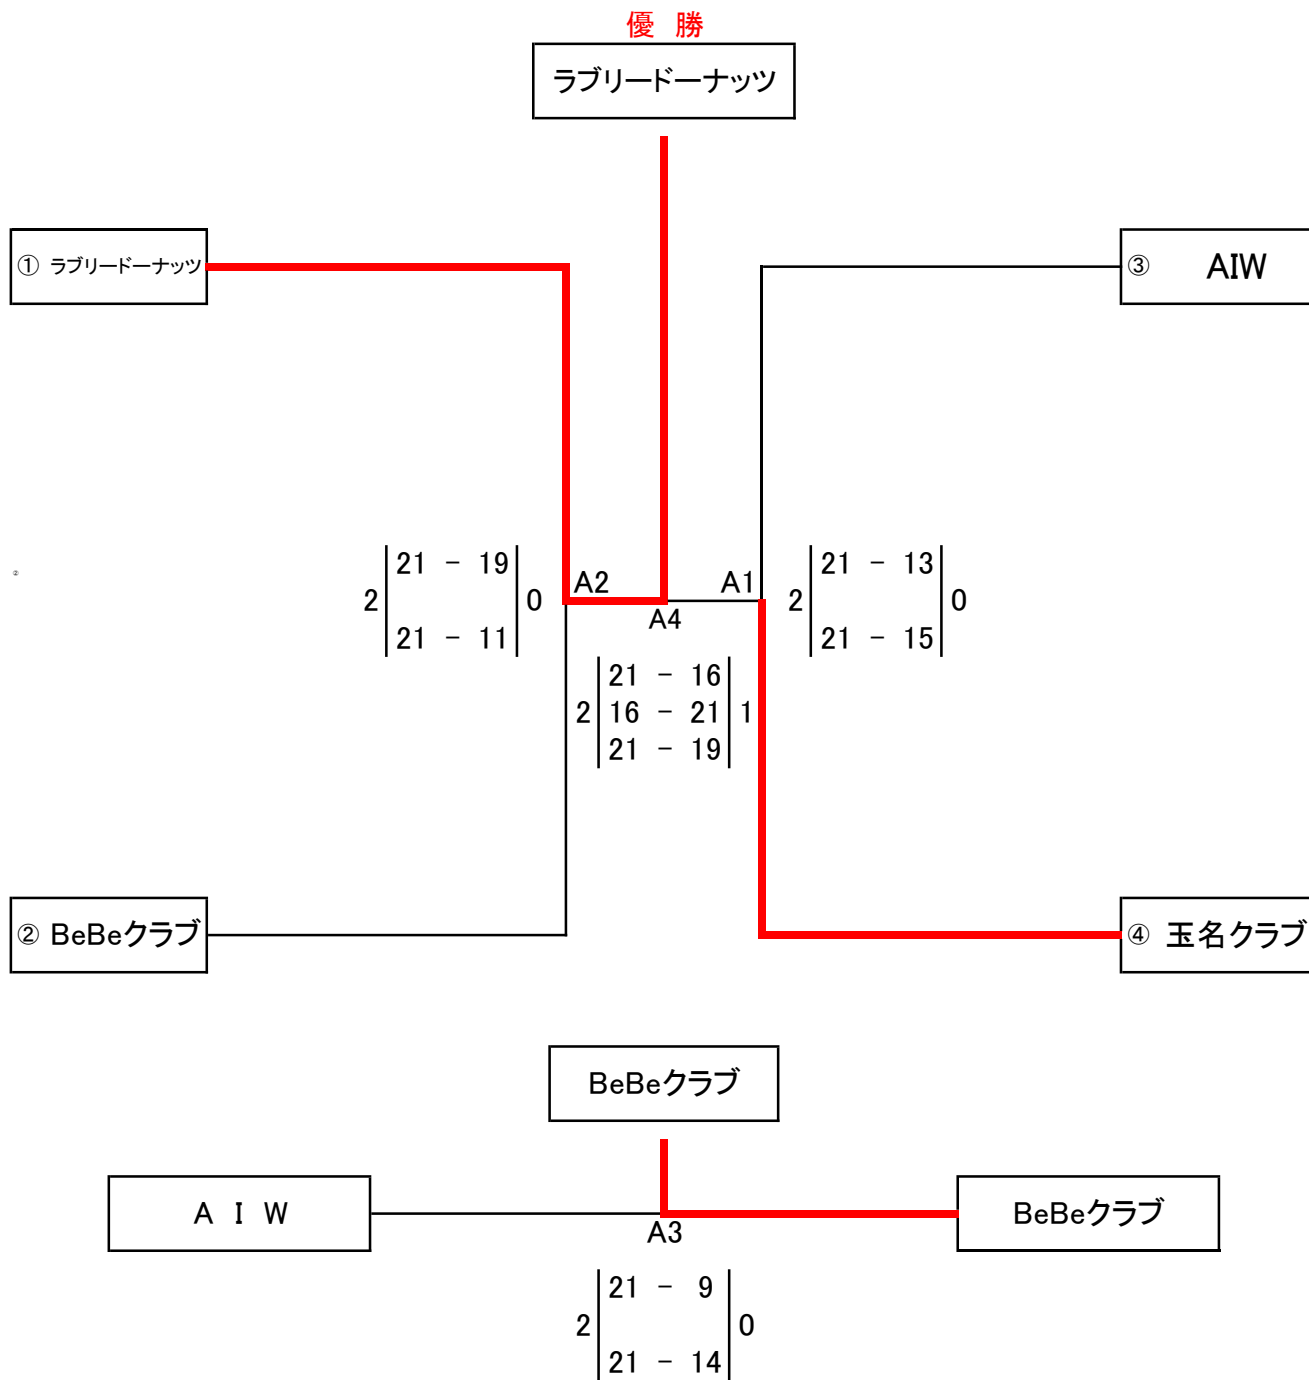 優 勝
ラブリードーナッツ
① ラブリードーナッツ
③ AIW
21 - 19
2 0
21 - 11
A2
A1
A4
21 - 13
2 0
21 - 15
21 - 16
2 16 - 21 1
21 - 19
② BeBeクラブ
④ 玉名クラブ
BeBeクラブ
A I W
BeBeクラブ
A3
21 - 9
2 0
21 - 14